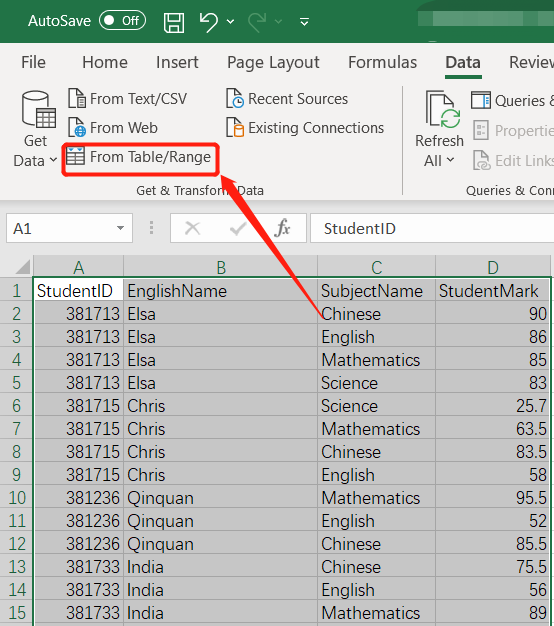 AutoSave Off
File Home Insert Page Layout Formulas Data Review
Get Data
From Text/CSV
From Web
From Table/Range
Recent Sources
Existing Connections
Get & Transform Data
Refresh All
Queries &
Properties
Edit Links
Queries & Conn
A1 fx StudentID
A B C D
1 StudentID EnglishName SubjectName StudentMark
2 381713 Elsa Chinese 90
3 381713 Elsa English 86
4 381713 Elsa Mathematics 85
5 381713 Elsa Science 83
6 381715 Chris Science 25.7
7 381715 Chris Mathematics 63.5
8 381715 Chris Chinese 83.5
9 381715 Chris English 58
10 381236 Qinquan Mathematics 95.5
11 381236 Qinquan English 52
12 381236 Qinquan Chinese 85.5
13 381733 India Chinese 75.5
14 381733 India English 56
15 381733 India Mathematics 89